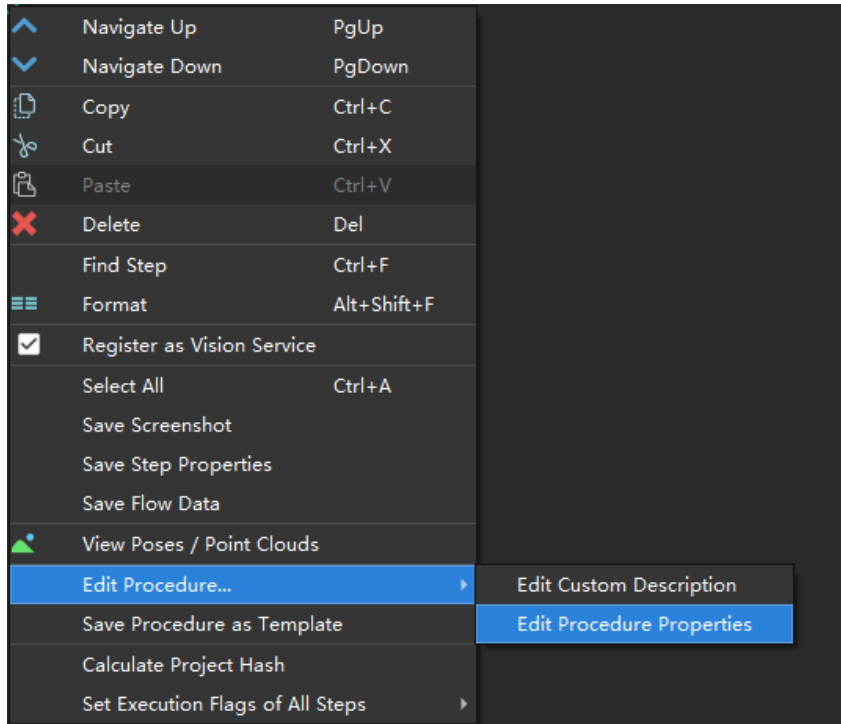 Navigate Up PgUp
Navigate Down PgDown
Copy Ctrl+C
Cut Ctrl+X
Paste Ctrl+V
Delete Del
Find Step Ctrl+F
Format Alt+Shift+F
Register as Vision Service
Select All Ctrl+A
Save Screenshot
Save Step Properties
Save Flow Data
View Poses / Point Clouds
Edit Procedure... Edit Custom Description
Save Procedure as Template Edit Procedure Properties
Calculate Project Hash
Set Execution Flags of All Steps